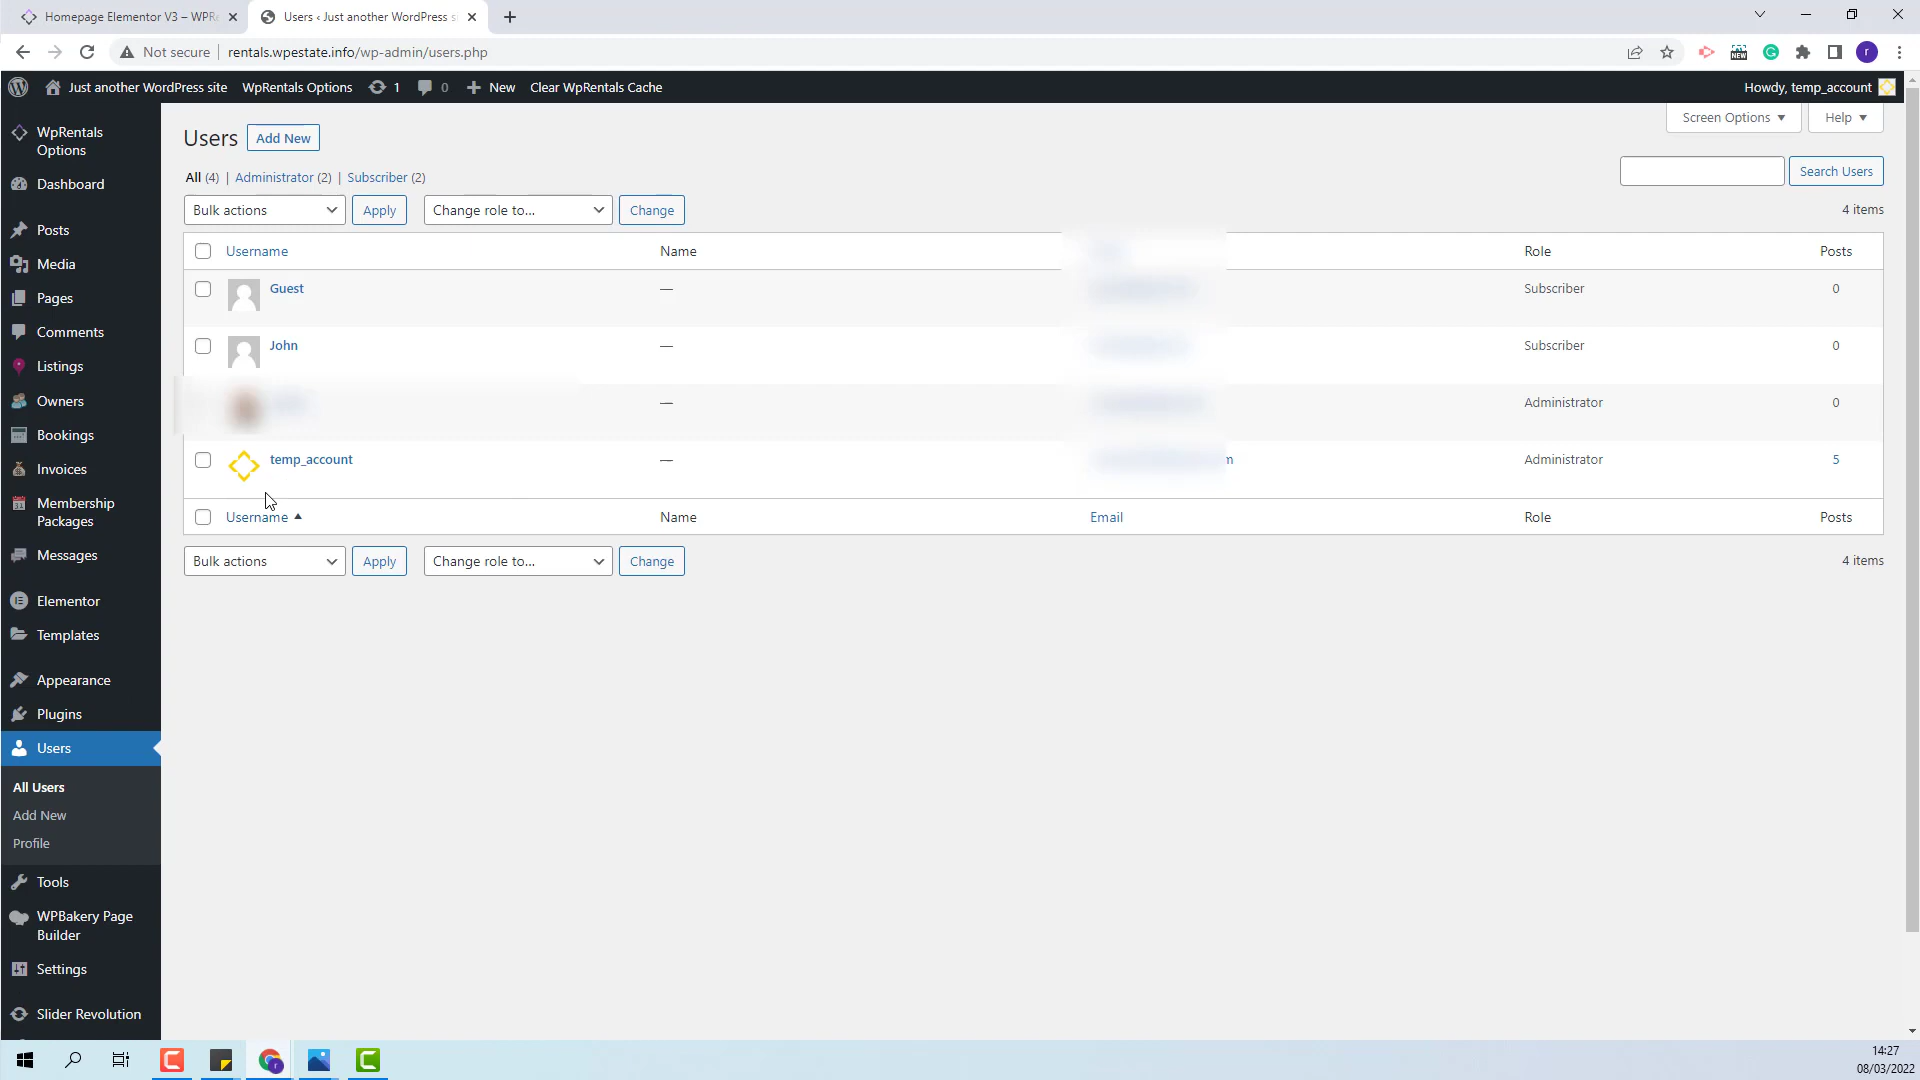 Homepage Elementor V3 – WPRe
Users ‹ Just another WordPress si
Not secure rentals.wpestate.info/wp-admin/users.php
NEW
r
Just another WordPress site WpRentals Options 1 0 New Clear WpRentals Cache Howdy, temp_account
WpRentals
Options
Dashboard
Posts
Media
Pages
Comments
Listings
Owners
Bookings
Invoices
Membership
Packages
Messages
Elementor
Templates
Appearance
Plugins
Users
All Users
Add New
Profile
Tools
WPBakery Page
Builder
Settings
Slider Revolution
Screen Options Help
Users Add New
All (4) | Administrator (2) | Subscriber (2)
Search Users
Bulk actions Apply Change role to... Change 4 items
Username Name Role Posts
Guest — Subscriber 0
John — Subscriber 0
— Administrator 0
temp_account — m Administrator 5
Username Name Email Role Posts
Bulk actions Apply Change role to... Change 4 items
14:27
08/03/2022